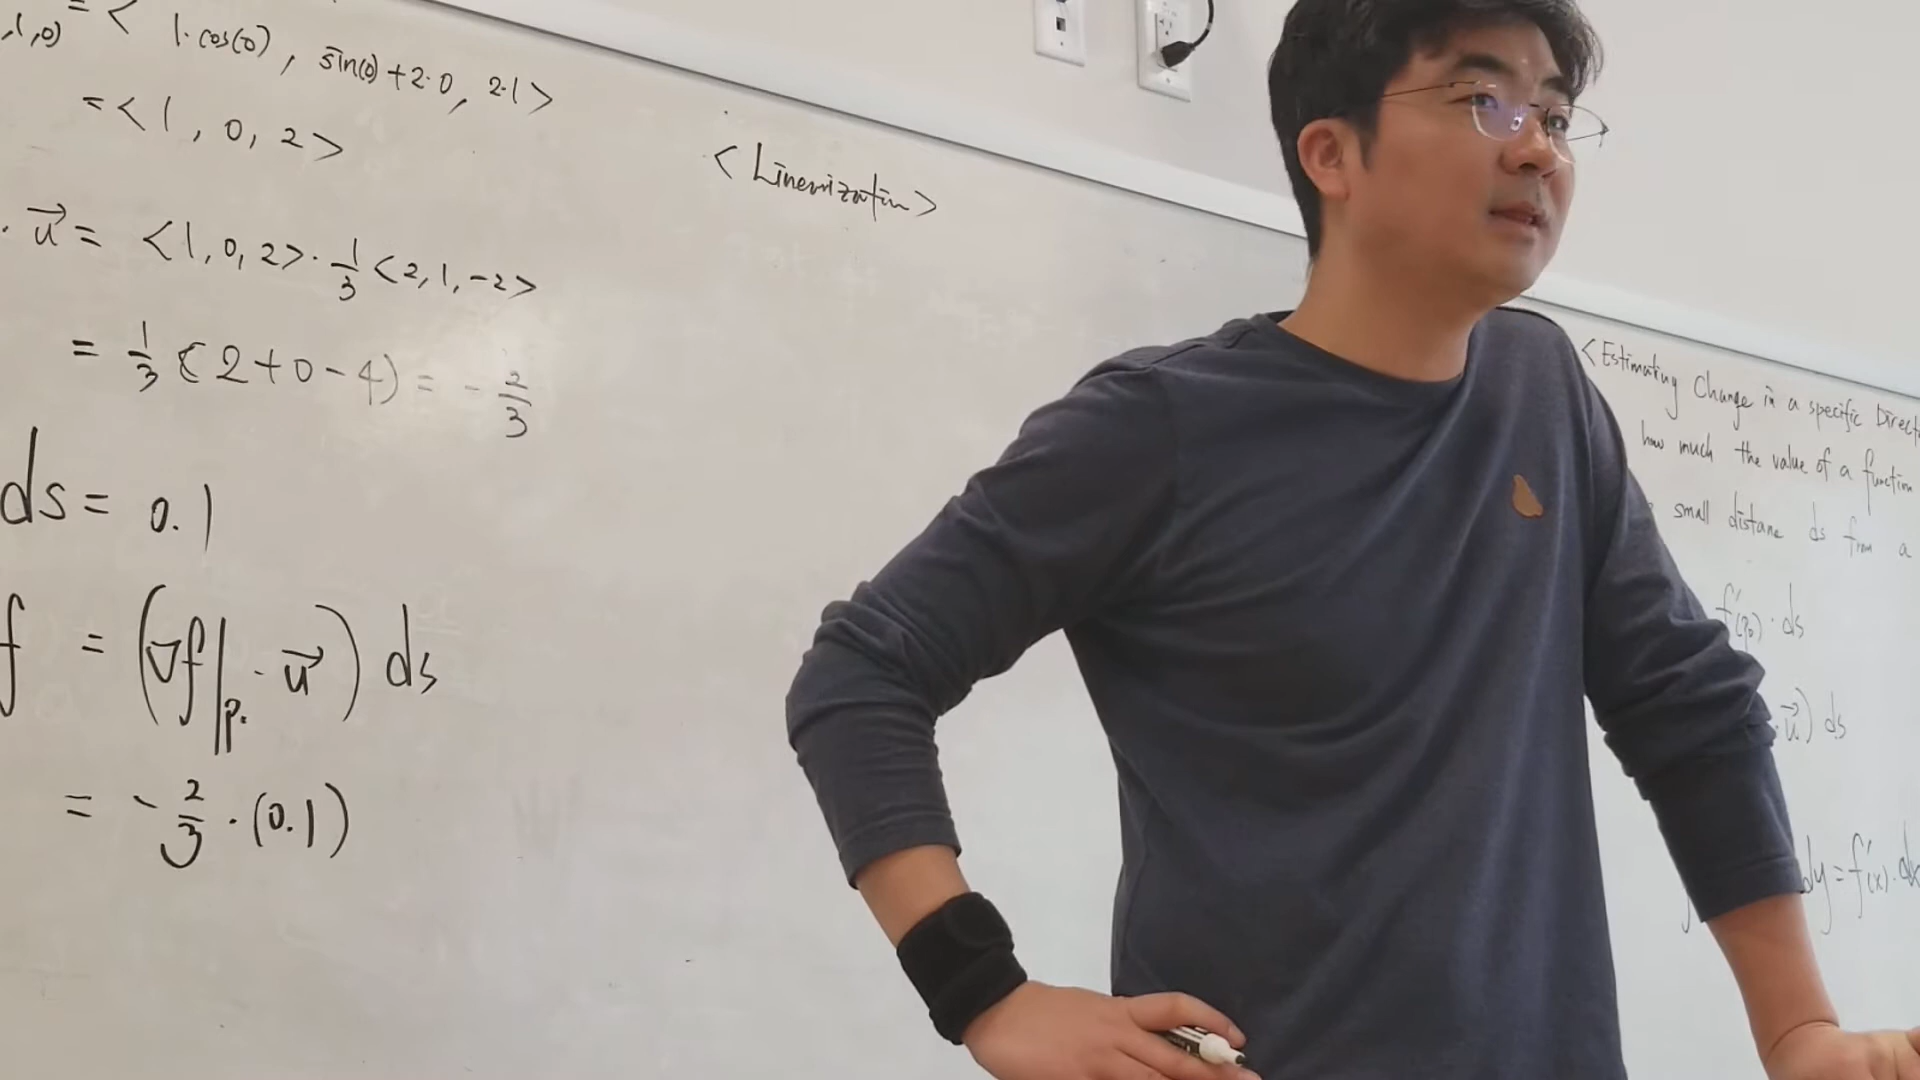 ,1,0) = < 1·cos(0), sin(0)+2·0, 2·1>
= <1, 0, 2>
· u⃗ = <1, 0, 2> · 1/3 <2, 1, -2>
= 1/3 (2+0-4) = -2/3
ds = 0.1
f = (∇f|p. · u⃗) ds
= -2/3 · (0.1)
<Linearization>
<Estimating Change in a specific Direct
how much the value of a function
small distane ds from a
f'(p0) · ds
· u⃗) ds
dy = f'(x) · dx